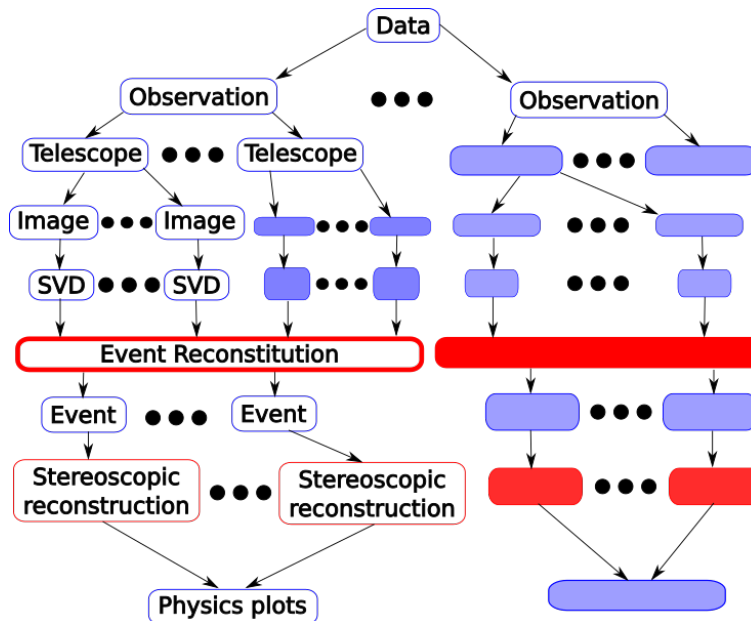 Data
Observation
Observation
Telescope
Telescope
Image
Image
SVD
SVD
Event Reconstitution
Event
Event
Stereoscopic
reconstruction
Stereoscopic
reconstruction
Physics plots